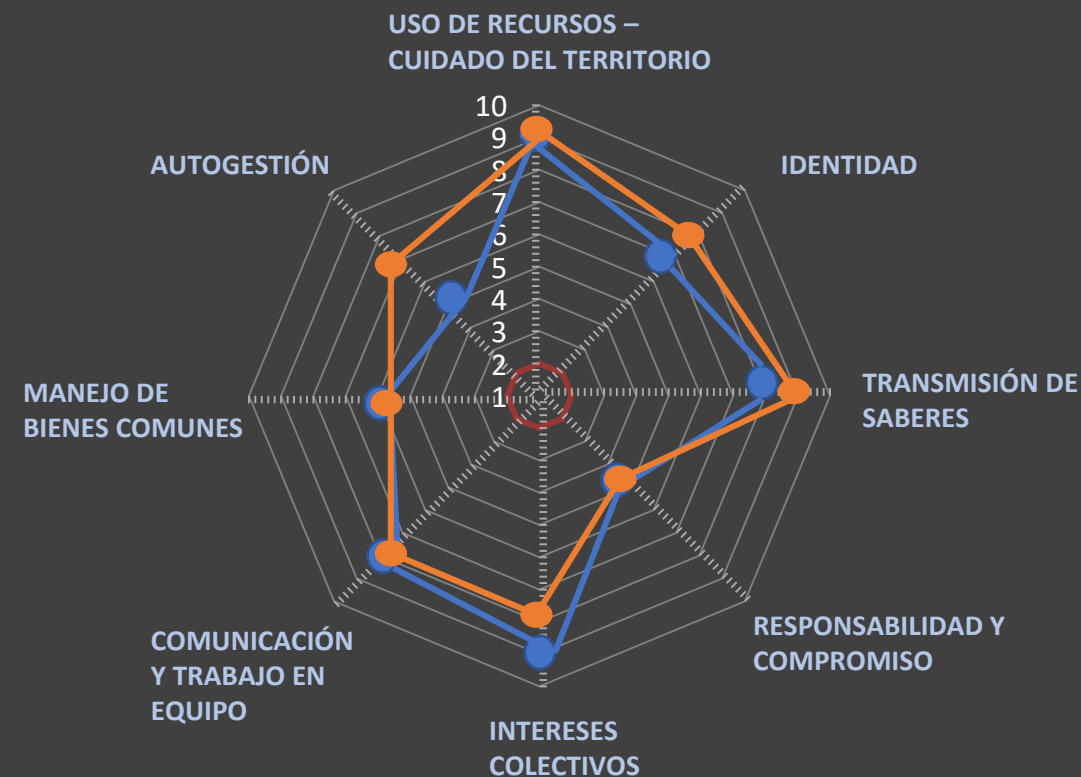 USO DE RECURSOS –
CUIDADO DEL TERRITORIO
10
9
8
7
6
5
4
3
2
1
AUTOGESTIÓN
IDENTIDAD
MANEJO DE
BIENES COMUNES
TRANSMISIÓN DE
SABERES
COMUNICACIÓN
Y TRABAJO EN
EQUIPO
RESPONSABILIDAD Y
COMPROMISO
INTERESES
COLECTIVOS